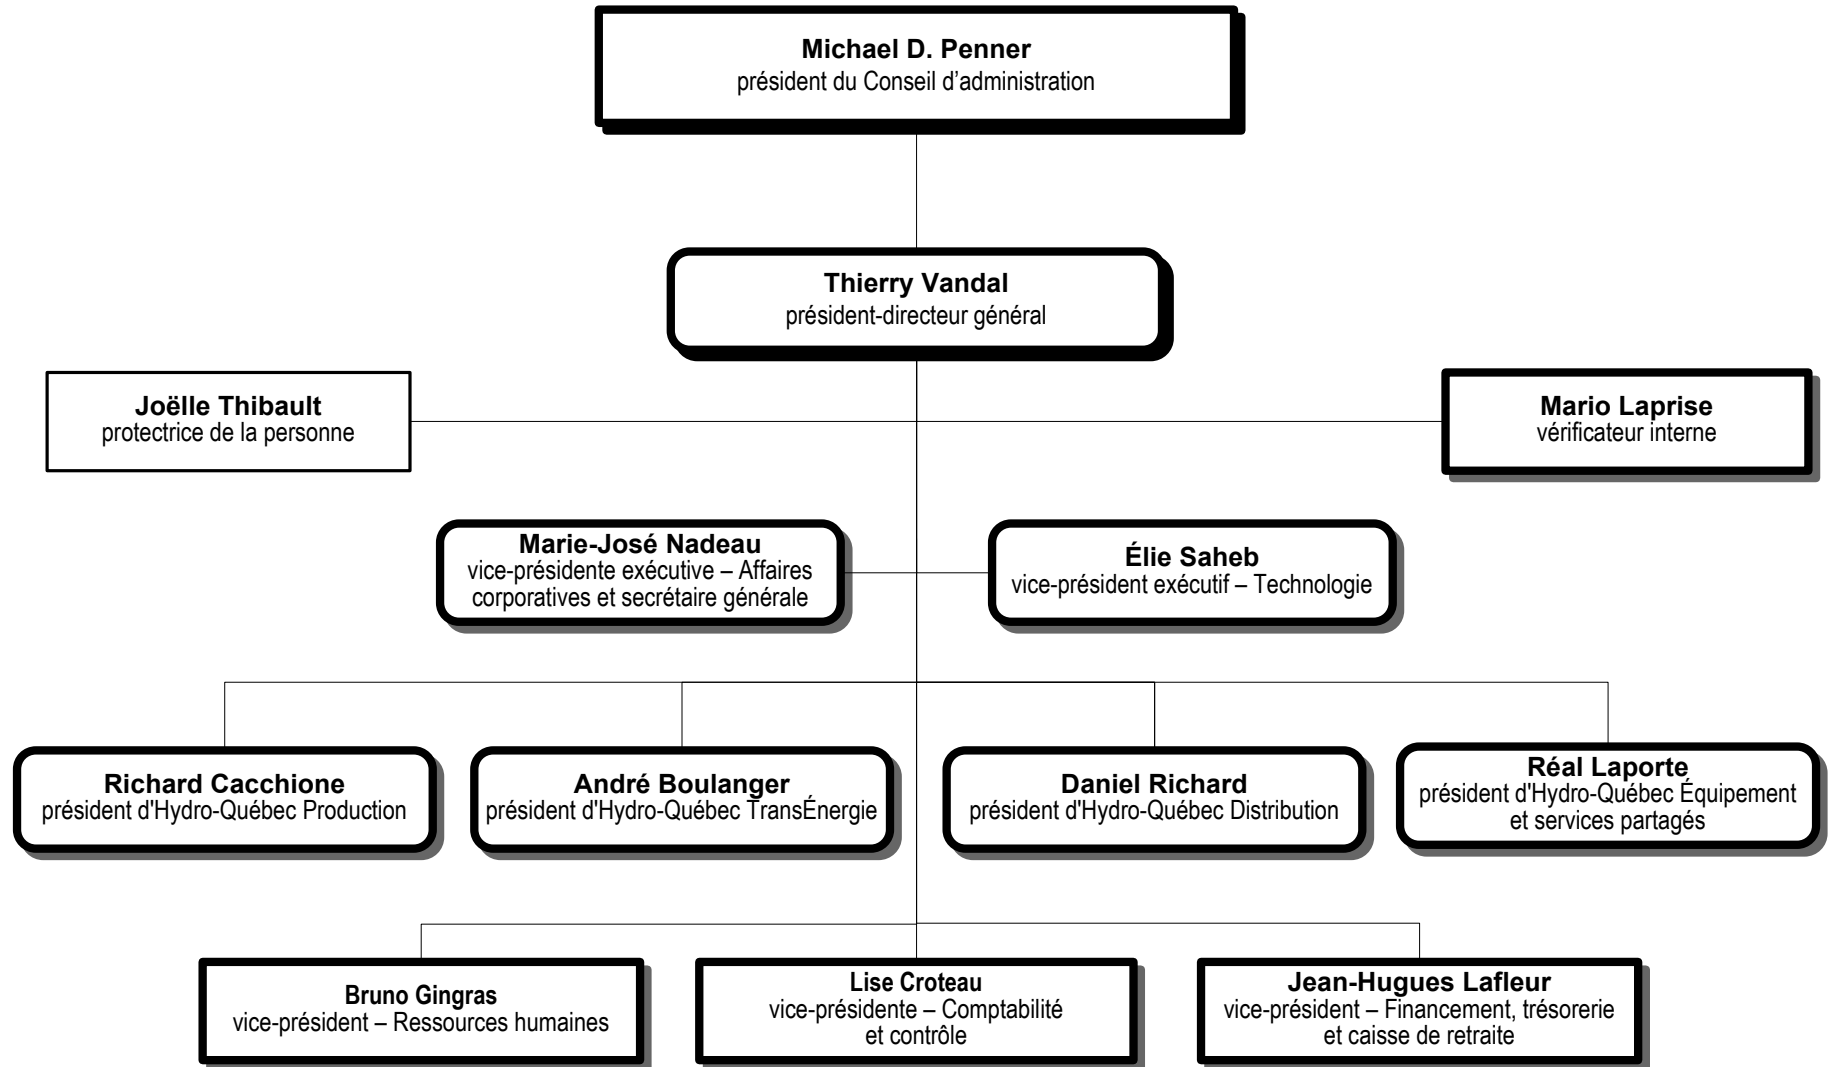 Michael D. Penner
président du Conseil d’administration
Thierry Vandal
président-directeur général
Joëlle Thibault
protectrice de la personne
Mario Laprise
vérificateur interne
Marie-José Nadeau
vice-présidente exécutive – Affaires
corporatives et secrétaire générale
Élie Saheb
vice-président exécutif – Technologie
Richard Cacchione
président d'Hydro-Québec Production
André Boulanger
président d'Hydro-Québec TransÉnergie
Daniel Richard
président d'Hydro-Québec Distribution
Réal Laporte
président d'Hydro-Québec Équipement
et services partagés
Bruno Gingras
vice-président – Ressources humaines
Lise Croteau
vice-présidente – Comptabilité
et contrôle
Jean-Hugues Lafleur
vice-président – Financement, trésorerie
et caisse de retraite